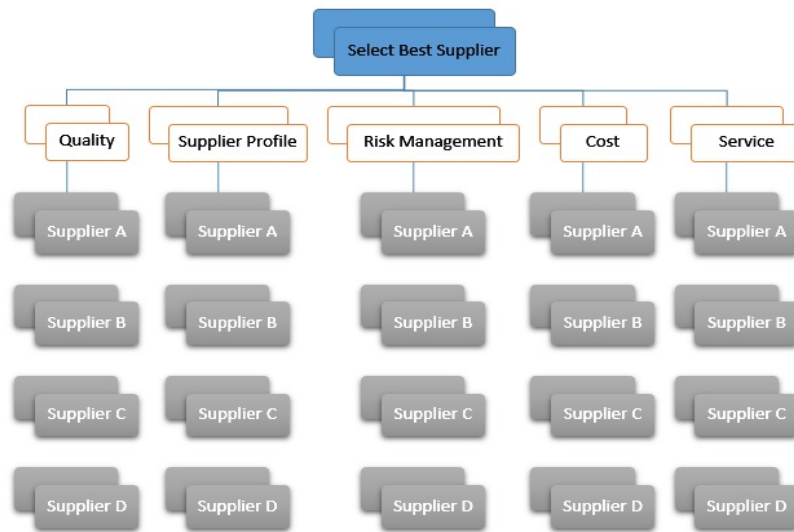 Select Best Supplier
Quality
Supplier Profile
Risk Management
Cost
Service
Supplier A
Supplier A
Supplier A
Supplier A
Supplier A
Supplier B
Supplier B
Supplier B
Supplier B
Supplier B
Supplier C
Supplier C
Supplier C
Supplier C
Supplier C
Supplier D
Supplier D
Supplier D
Supplier D
Supplier D